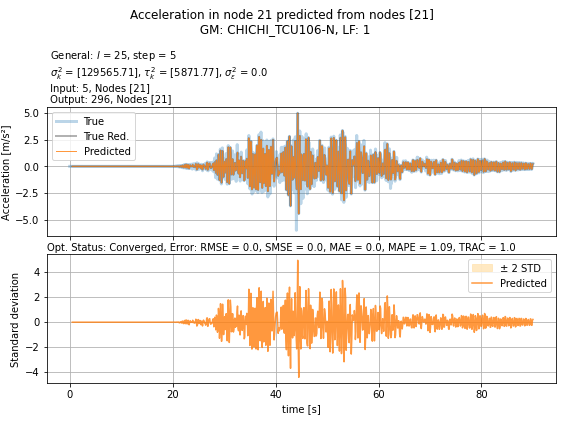 Acceleration in node 21 predicted from nodes [21]
GM: CHICHI_TCU106-N, LF: 1
General: l = 25, step = 5
σ²ₖ = [129565.71], τ²ₖ = [5871.77], σ²ε = 0.0
Input: 5, Nodes [21]
Output: 296, Nodes [21]
5.0
2.5
0.0
−2.5
−5.0
Acceleration [m/s²]
True
True Red.
Predicted
Opt. Status: Converged, Error: RMSE = 0.0, SMSE = 0.0, MAE = 0.0, MAPE = 1.09, TRAC = 1.0
4
2
0
−2
−4
Standard deviation
± 2 STD
Predicted
0
20
40
60
80
time [s]